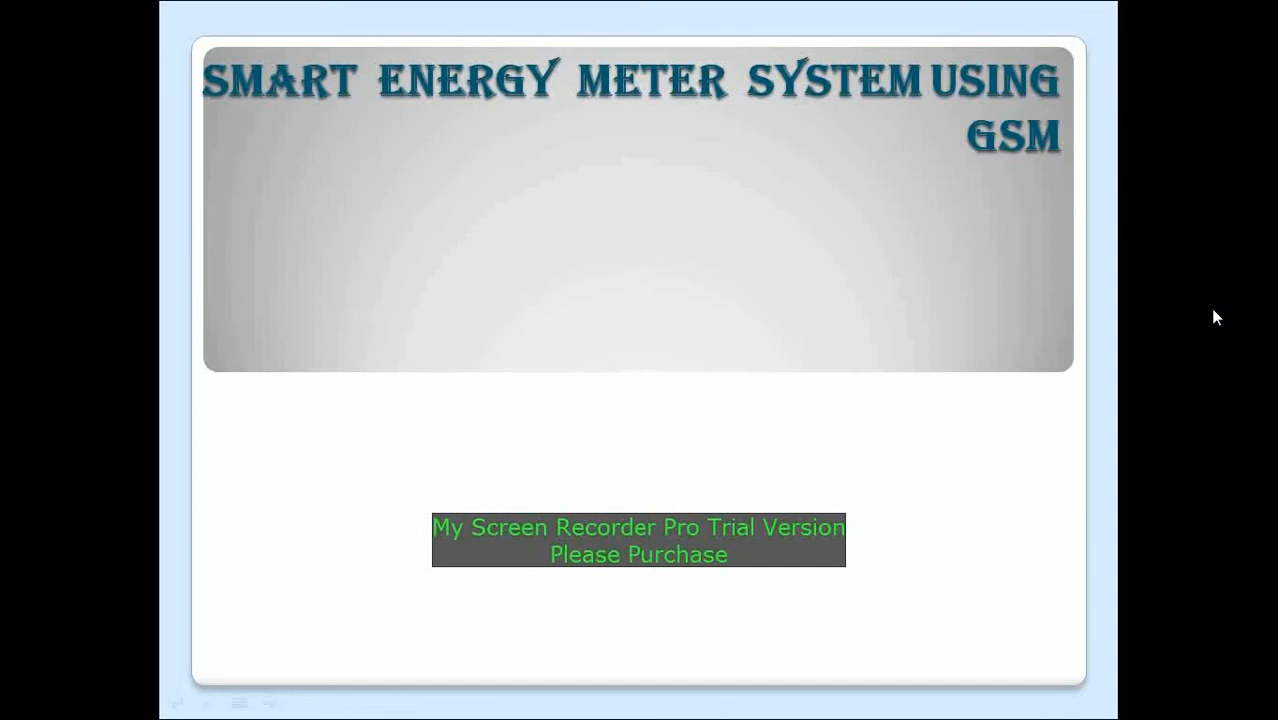 SMART ENERGY METER SYSTEM USING
GSM
My Screen Recorder Pro Trial Version
Please Purchase